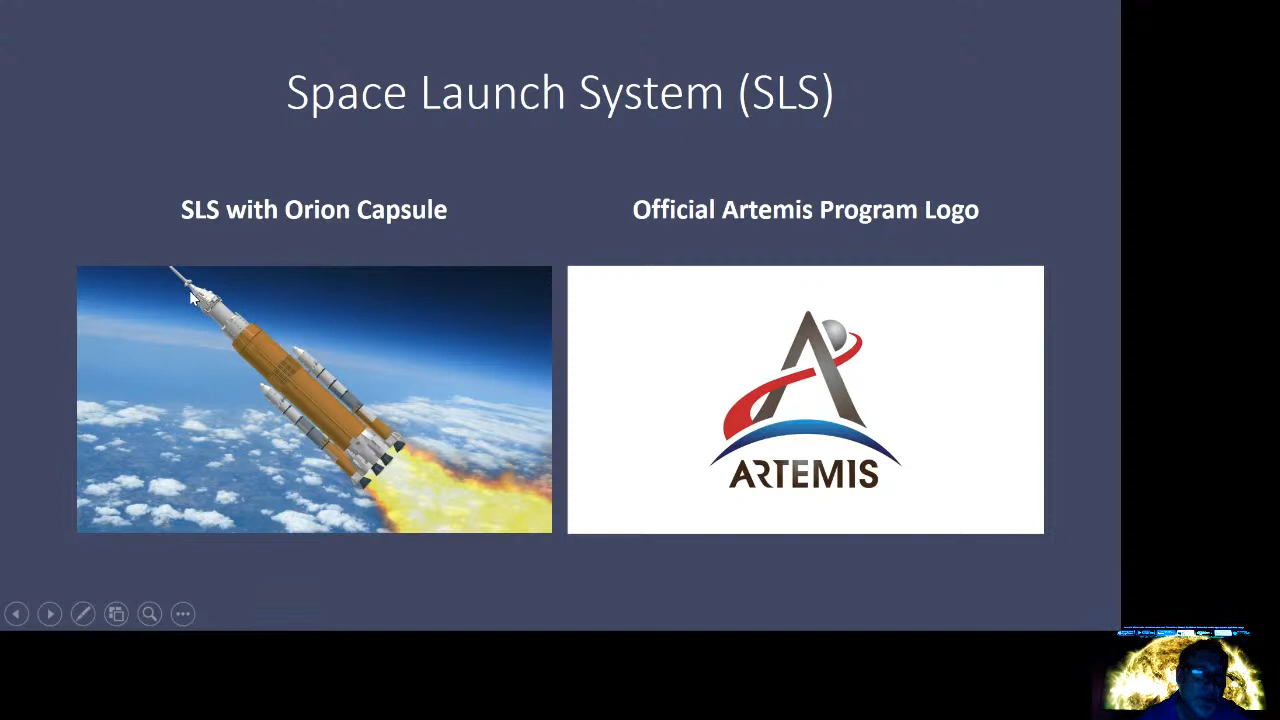 Space Launch System (SLS)
SLS with Orion Capsule
Official Artemis Program Logo
ARTEMIS